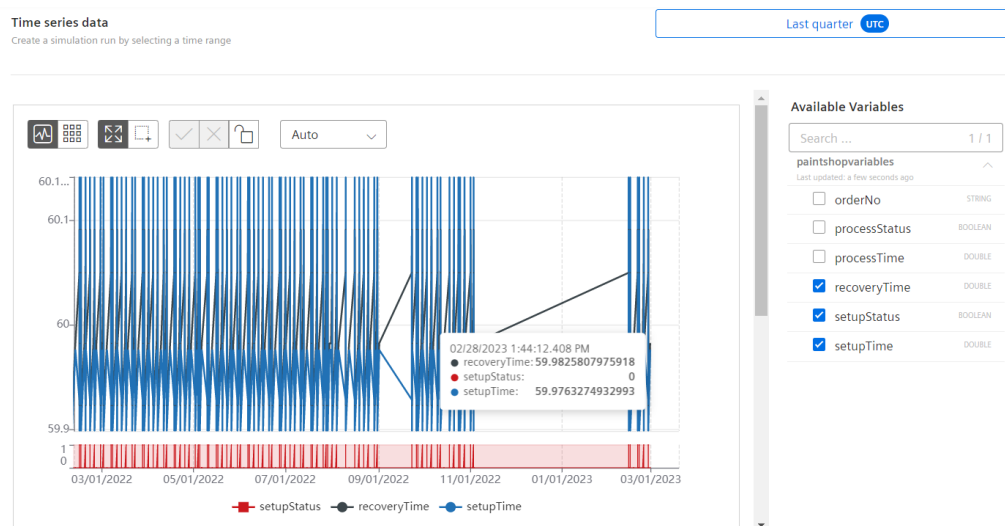 Time series data
Create a simulation run by selecting a time range
Last quarter UTC
Auto
60.1...
60.1
60
59.9
1
0
03/01/2022 05/01/2022 07/01/2022 09/01/2022 11/01/2022 01/01/2023 03/01/2023
02/28/2023 1:44:12.408 PM
recoveryTime: 59.9825807975918
setupStatus: 0
setupTime: 59.9763274932993
setupStatus recoveryTime setupTime
Available Variables
Search ... 1 / 1
paintshopvariables
Last updated: a few seconds ago
orderNo STRING
processStatus BOOLEAN
processTime DOUBLE
recoveryTime DOUBLE
setupStatus BOOLEAN
setupTime DOUBLE